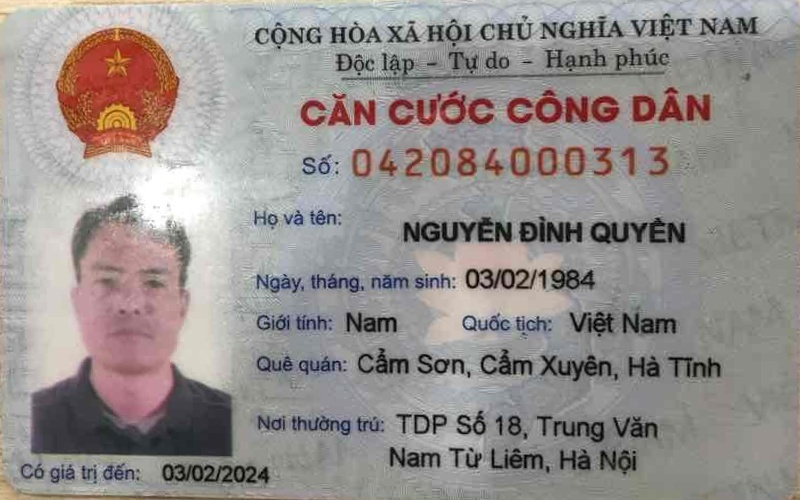 CỘNG HÒA XÃ HỘI CHỦ NGHĨA VIỆT NAM
Độc lập - Tự do - Hạnh phúc
CĂN CƯỚC CÔNG DÂN
Số: 042084000313
Họ và tên: NGUYỄN ĐÌNH QUYỀN
Ngày, tháng, năm sinh: 03/02/1984
Giới tính: Nam Quốc tịch: Việt Nam
Quê quán: Cẩm Sơn, Cẩm Xuyên, Hà Tĩnh
Nơi thường trú: TDP Số 18, Trung Văn
Nam Từ Liêm, Hà Nội
Có giá trị đến: 03/02/2024